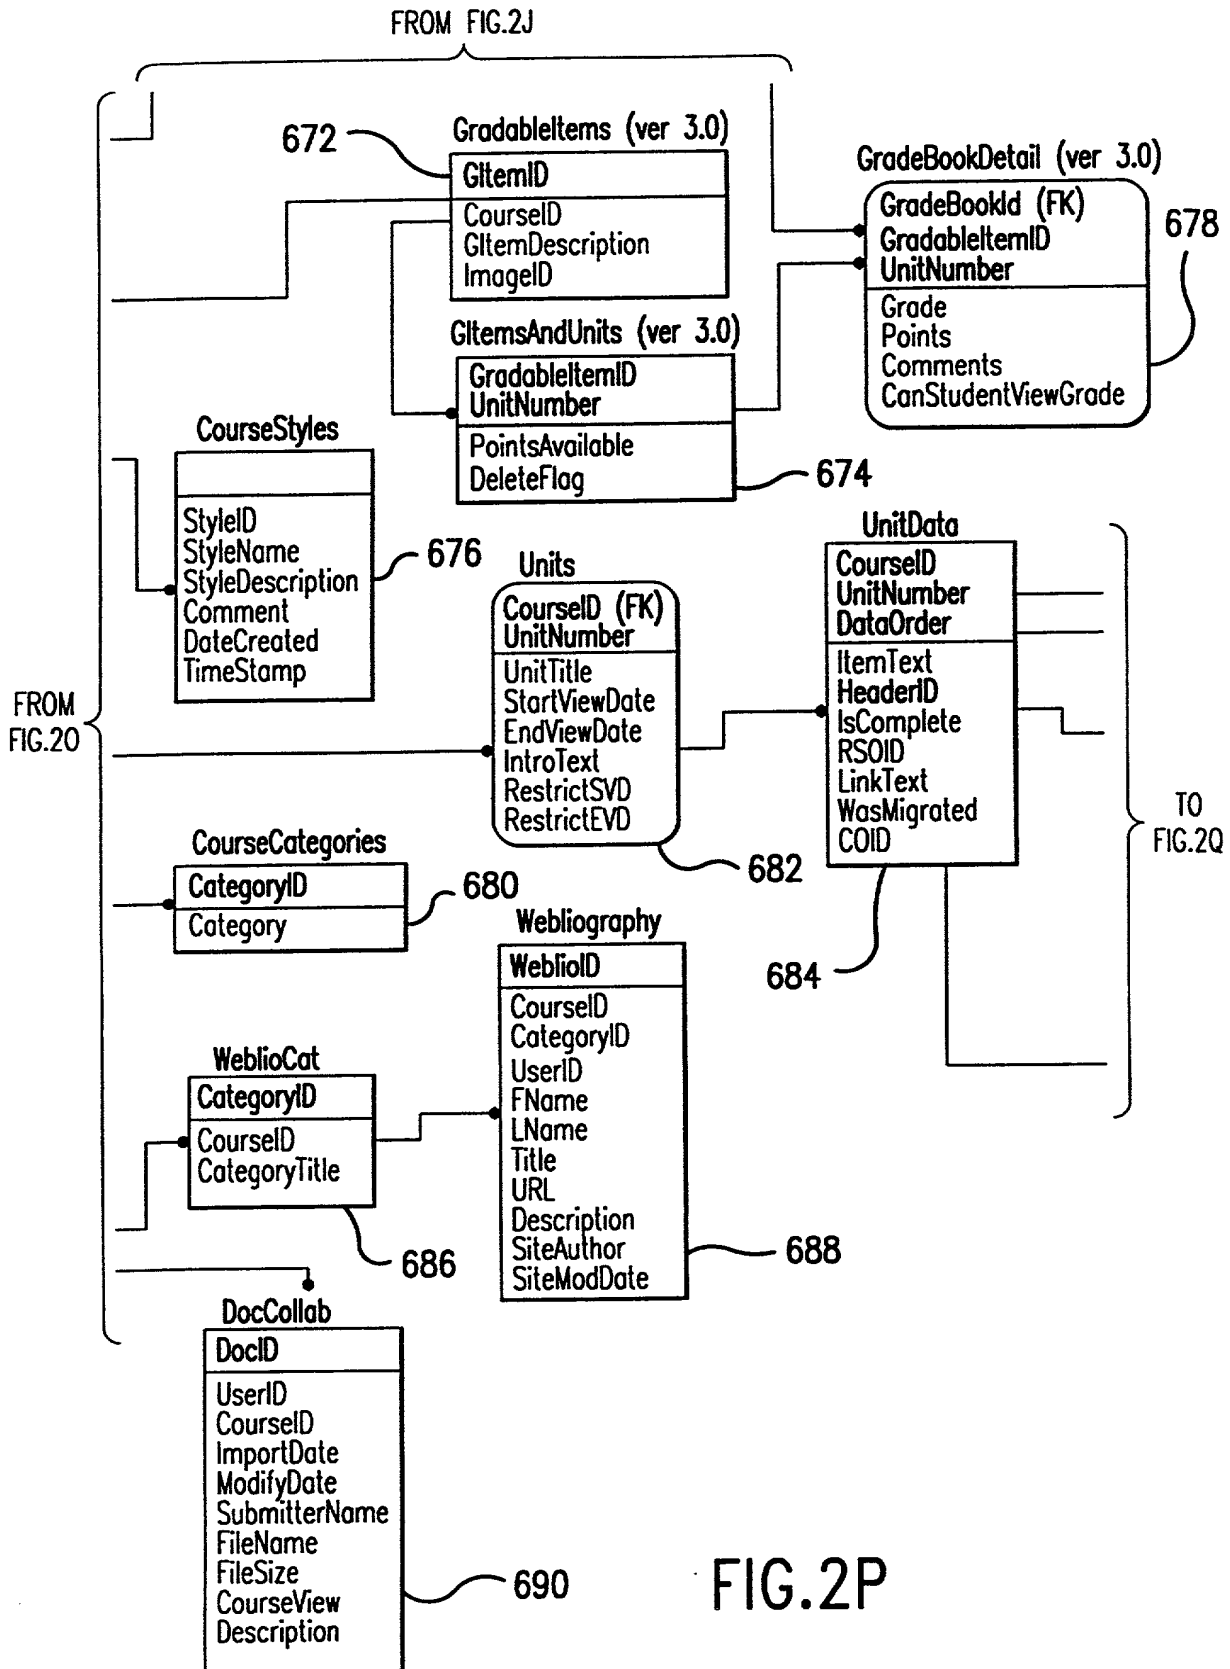 FROM FIG.2J
672
GradableItems (ver 3.0)
GItemID
CourseID
GItemDescription
ImageID
GradeBookDetail (ver 3.0)
GradeBookId (FK)
GradableItemID
UnitNumber
Grade
Points
Comments
CanStudentViewGrade
678
GItemsAndUnits (ver 3.0)
GradableItemID
UnitNumber
PointsAvailable
DeleteFlag
674
CourseStyles
StyleID
StyleName
StyleDescription
Comment
DateCreated
TimeStamp
676
Units
CourseID (FK)
UnitNumber
UnitTitle
StartViewDate
EndViewDate
IntroText
RestrictSVD
RestrictEVD
682
UnitData
CourseID
UnitNumber
DataOrder
ItemText
HeaderID
IsComplete
RSOID
LinkText
WasMigrated
COID
684
FROM
FIG.2O
TO
FIG.2Q
CourseCategories
CategoryID
Category
680
Webliography
WeblioID
CourseID
CategoryID
UserID
FName
LName
Title
URL
Description
SiteAuthor
SiteModDate
688
WeblioCat
CategoryID
CourseID
CategoryTitle
686
DocCollab
DocID
UserID
CourseID
ImportDate
ModifyDate
SubmitterName
FileName
FileSize
CourseView
Description
690
FIG.2P